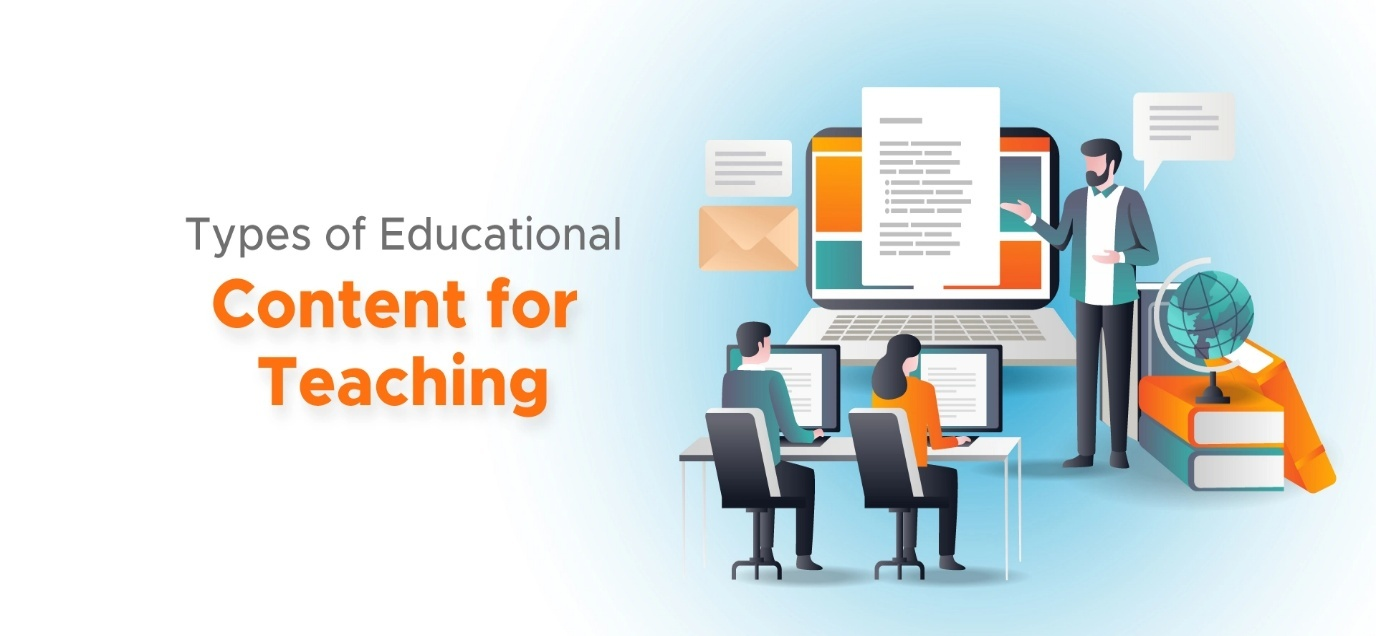 Types of Educational
Content for
Teaching